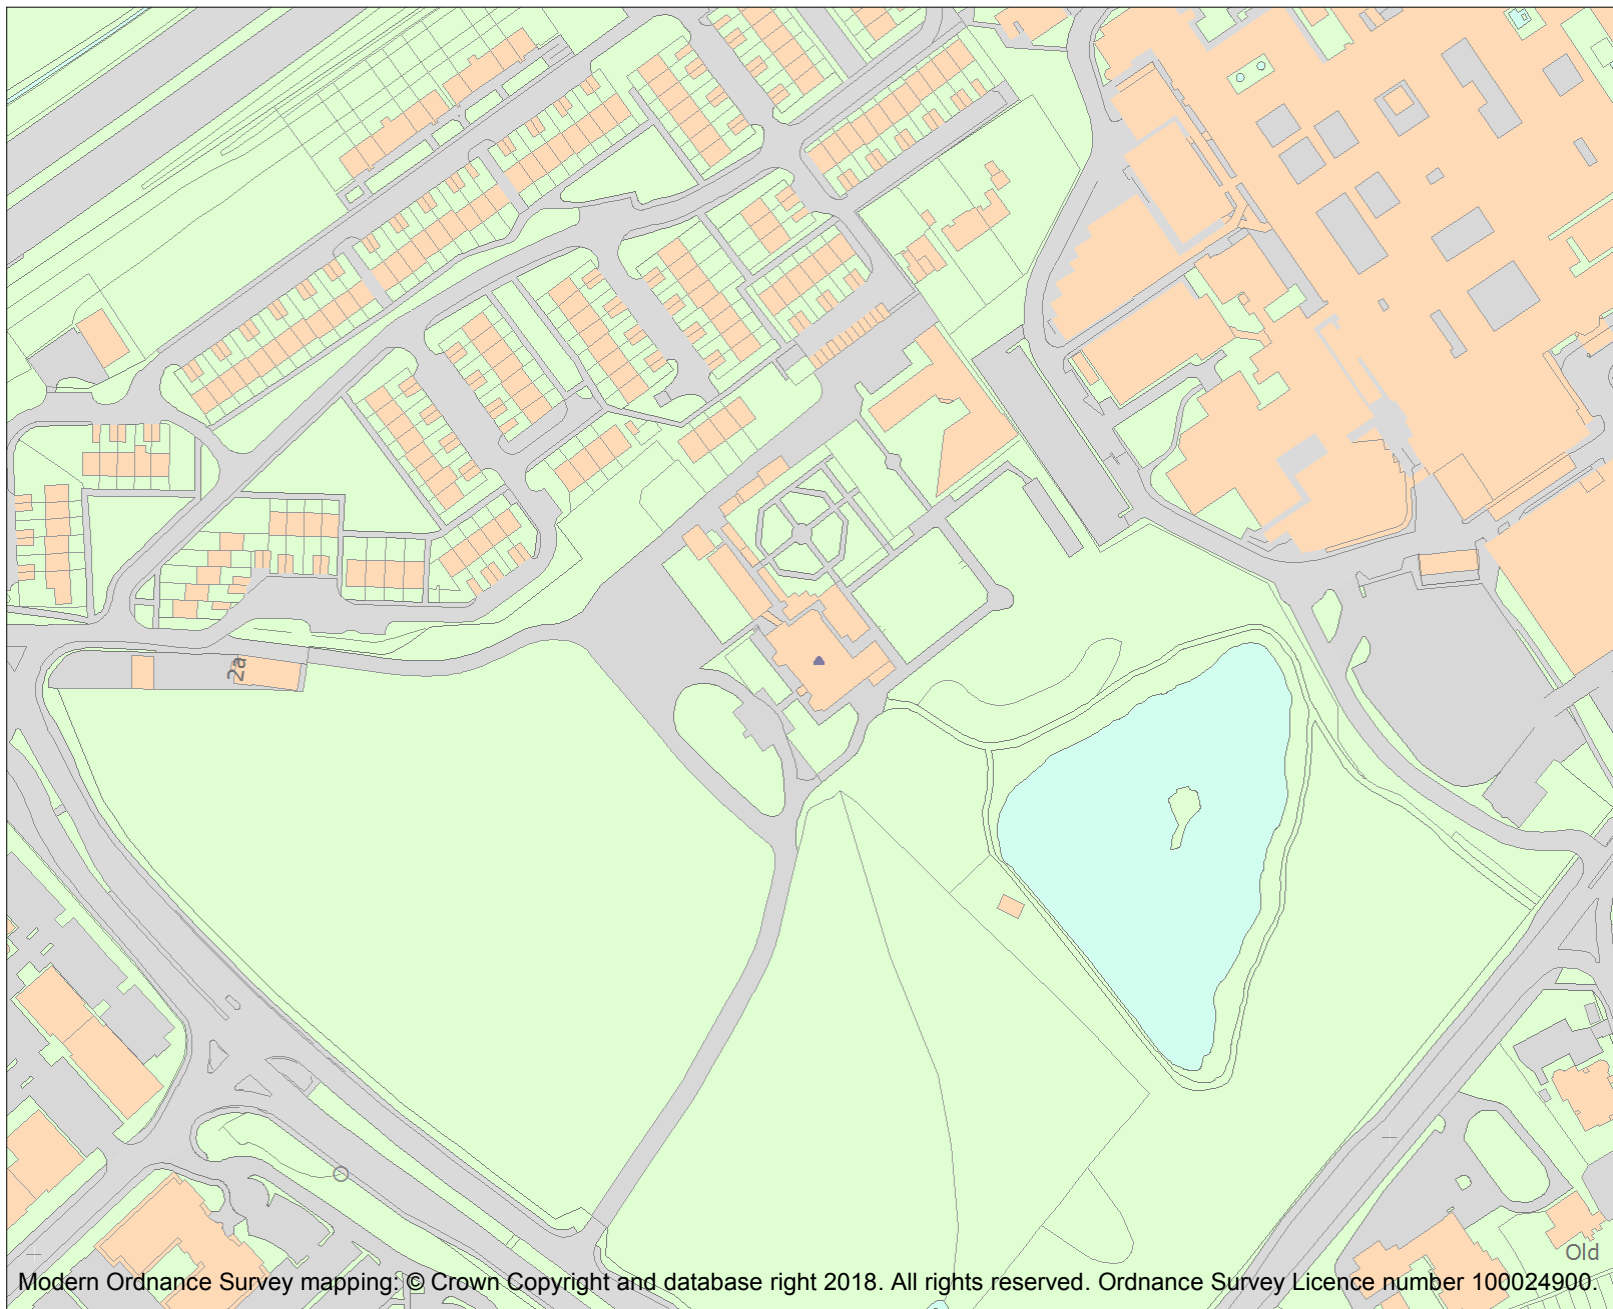 2a
Old
Modern Ordnance Survey mapping: © Crown Copyright and database right 2018. All rights reserved. Ordnance Survey Licence number 100024900.